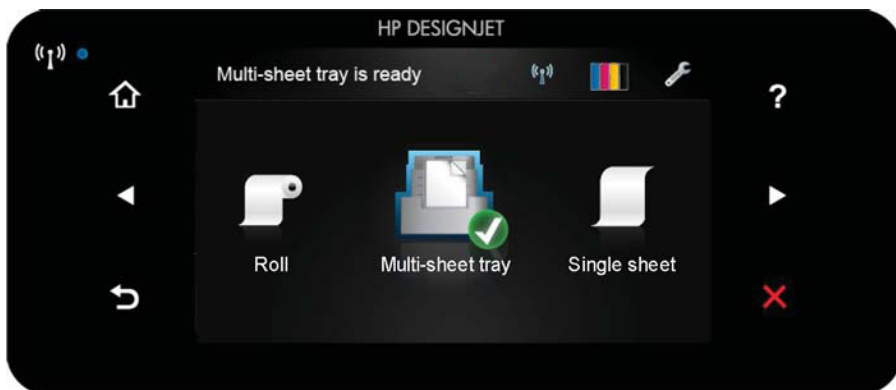 HP DESIGNJET
Multi-sheet tray is ready
?
Roll Multi-sheet tray Single sheet